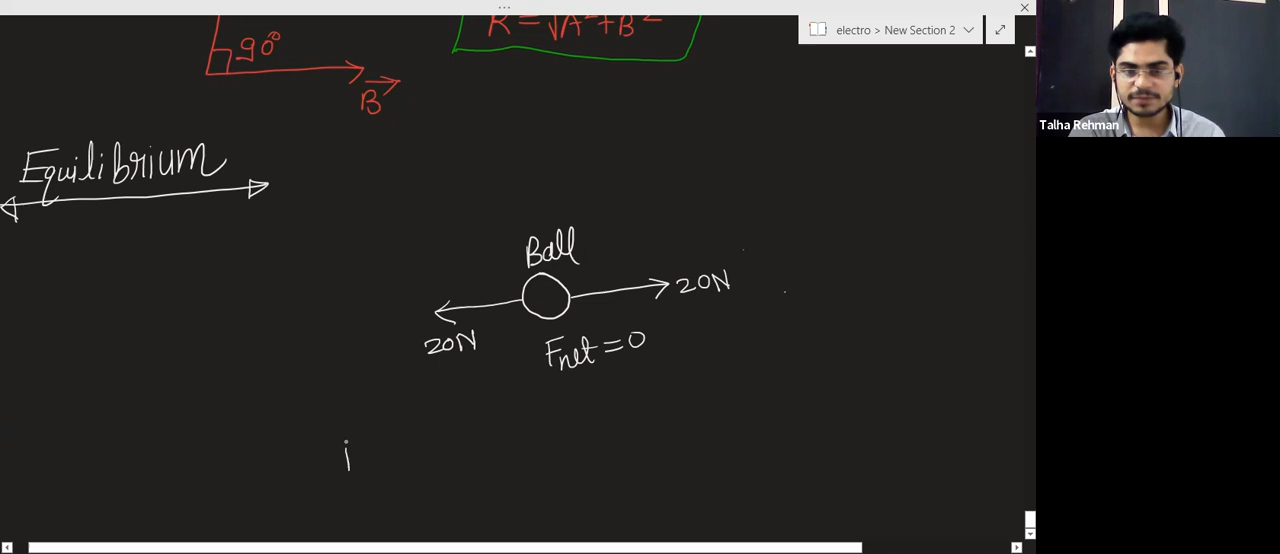 electro > New Section 2
R = √A² + B²
90°
B
Talha Rehman
Equilibrium
Ball
20N
20N
Fnet = 0
i